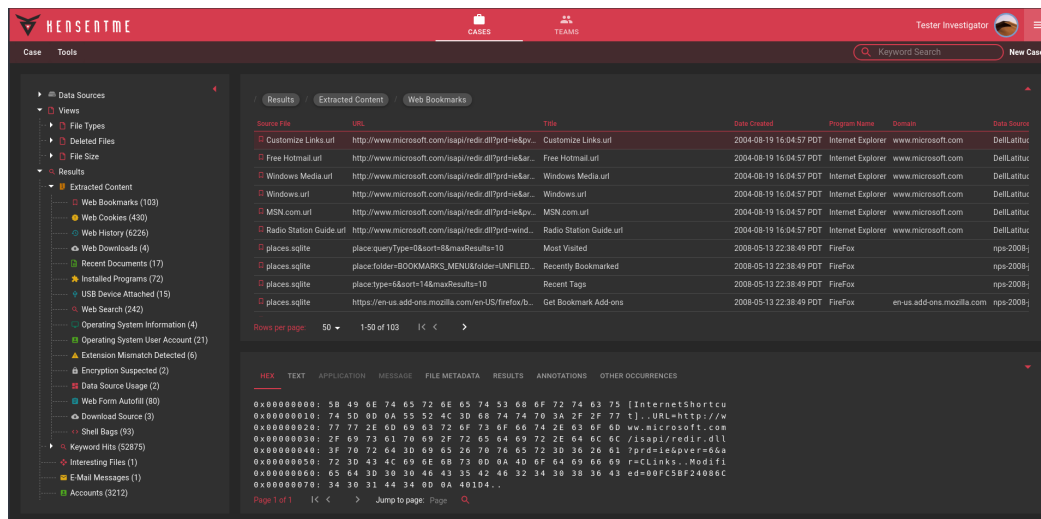 HENSENTME
CASES
TEAMS
Tester Investigator
Case Tools
Keyword Search
New Case
Data Sources
Views
File Types
Deleted Files
File Size
Results
Extracted Content
Web Bookmarks (103)
Web Cookies (430)
Web History (6226)
Web Downloads (4)
Recent Documents (17)
Installed Programs (72)
USB Device Attached (15)
Web Search (242)
Operating System Information (4)
Operating System User Account (21)
Extension Mismatch Detected (6)
Encryption Suspected (2)
Data Source Usage (2)
Web Form Autofill (80)
Download Source (3)
Shell Bags (93)
Keyword Hits (52875)
Interesting Files (1)
E-Mail Messages (1)
Accounts (3212)
/ Results / Extracted Content / Web Bookmarks
Source File URL Title Date Created Program Name Domain Data Source
Customize Links.url http://www.microsoft.com/isapi/redir.dll?prd=ie&pv... Customize Links.url 2004-08-19 16:04:57 PDT Internet Explorer www.microsoft.com DellLatituc
Free Hotmail.url http://www.microsoft.com/isapi/redir.dll?prd=ie&ar... Free Hotmail.url 2004-08-19 16:04:57 PDT Internet Explorer www.microsoft.com DellLatituc
Windows Media.url http://www.microsoft.com/isapi/redir.dll?prd=ie&ar... Windows Media.url 2004-08-19 16:04:57 PDT Internet Explorer www.microsoft.com DellLatituc
Windows.url http://www.microsoft.com/isapi/redir.dll?prd=ie&ar... Windows.url 2004-08-19 16:04:57 PDT Internet Explorer www.microsoft.com DellLatituc
MSN.com.url http://www.microsoft.com/isapi/redir.dll?prd=ie&pv... MSN.com.url 2004-08-19 16:04:57 PDT Internet Explorer www.microsoft.com DellLatituc
Radio Station Guide.url http://www.microsoft.com/isapi/redir.dll?prd=wind... Radio Station Guide.url 2004-08-19 16:04:57 PDT Internet Explorer www.microsoft.com DellLatituc
places.sqlite place:queryType=0&sort=8&maxResults=10 Most Visited 2008-05-13 22:38:49 PDT FireFox nps-2008-j
places.sqlite place:folder=BOOKMARKS_MENU&folder=UNFILED... Recently Bookmarked 2008-05-13 22:38:49 PDT FireFox nps-2008-j
places.sqlite place:type=6&sort=14&maxResults=10 Recent Tags 2008-05-13 22:38:49 PDT FireFox nps-2008-j
places.sqlite https://en-us.add-ons.mozilla.com/en-US/firefox/b... Get Bookmark Add-ons 2008-05-13 22:38:49 PDT FireFox en-us.add-ons.mozilla.com nps-2008-j
Rows per page: 50 1-50 of 103
HEX TEXT APPLICATION MESSAGE FILE METADATA RESULTS ANNOTATIONS OTHER OCCURRENCES
0x00000000: 5B 49 6E 74 65 72 6E 65 74 53 68 6F 72 74 63 75 [InternetShortcu
0x00000010: 74 5D 0D 0A 55 52 4C 3D 68 74 74 70 3A 2F 2F 77 t]..URL=http://w
0x00000020: 77 77 2E 6D 69 63 72 6F 73 6F 66 74 2E 63 6F 6D ww.microsoft.com
0x00000030: 2F 69 73 61 70 69 2F 72 65 64 69 72 2E 64 6C 6C /isapi/redir.dll
0x00000040: 3F 70 72 64 3D 69 65 26 70 76 65 72 3D 36 26 61 ?prd=ie&pver=6&a
0x00000050: 72 3D 43 4C 69 6E 6B 73 0D 0A 4D 6F 64 69 66 69 r=CLinks..Modifi
0x00000060: 65 64 3D 30 30 46 43 35 42 46 32 34 30 38 36 43 ed=00FC5BF24086C
0x00000070: 34 30 31 44 34 0D 0A 401D4..
Page 1 of 1 Jump to page: Page